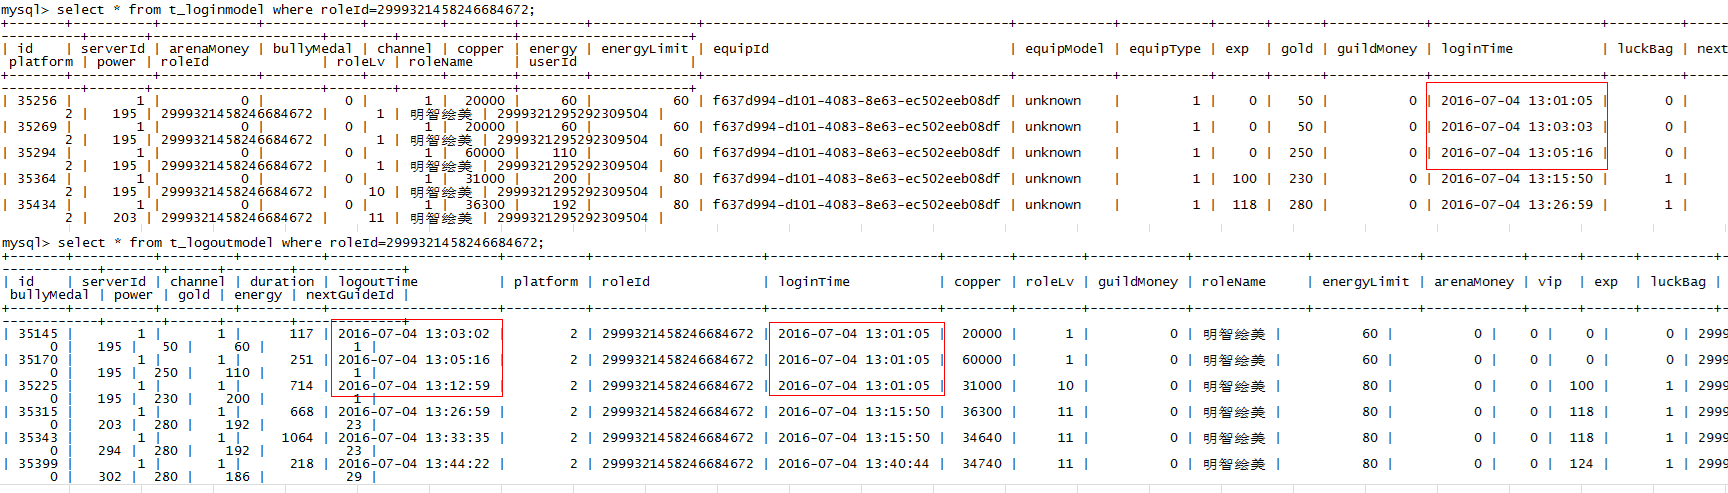 mysql> select * from t_loginmodel where roleId=2999321458246684672;
| id | serverId | arenaMoney | bullyMedal | channel | copper | energy | energyLimit | equipId | equipModel | equipType | exp | gold | guildMoney | loginTime | luckBag | next
platform | power | roleId | roleLv | roleName | userId |
| 35256 | 1 | 0 | 0 | 1 | 20000 | 60 | 60 | f637d994-d101-4083-8e63-ec502eeb08df | unknown | 1 | 0 | 50 | 0 | 2016-07-04 13:01:05 | 0 |
2 | 195 | 2999321458246684672 | 1 | 明智绘美 | 2999321295292309504 |
| 35269 | 1 | 0 | 0 | 1 | 20000 | 60 | 60 | f637d994-d101-4083-8e63-ec502eeb08df | unknown | 1 | 0 | 50 | 0 | 2016-07-04 13:03:03 | 0 |
2 | 195 | 2999321458246684672 | 1 | 明智绘美 | 2999321295292309504 |
| 35294 | 1 | 0 | 0 | 1 | 60000 | 110 | 60 | f637d994-d101-4083-8e63-ec502eeb08df | unknown | 1 | 0 | 250 | 0 | 2016-07-04 13:05:16 | 0 |
2 | 195 | 2999321458246684672 | 1 | 明智绘美 | 2999321295292309504 |
| 35364 | 1 | 0 | 0 | 1 | 31000 | 200 | 80 | f637d994-d101-4083-8e63-ec502eeb08df | unknown | 1 | 100 | 230 | 0 | 2016-07-04 13:15:50 | 1 |
2 | 195 | 2999321458246684672 | 10 | 明智绘美 | 2999321295292309504 |
| 35434 | 1 | 0 | 0 | 1 | 36300 | 192 | 80 | f637d994-d101-4083-8e63-ec502eeb08df | unknown | 1 | 118 | 280 | 0 | 2016-07-04 13:26:59 | 1 |
2 | 203 | 2999321458246684672 | 11 | 明智绘美 | 2999321295292309504 |
mysql> select * from t_logoutmodel where roleId=2999321458246684672;
| id | serverId | channel | duration | logoutTime | platform | roleId | loginTime | copper | roleLv | guildMoney | roleName | energyLimit | arenaMoney | vip | exp | luckBag |
bullyMedal | power | gold | energy | nextGuideId |
| 35145 | 1 | 1 | 117 | 2016-07-04 13:03:02 | 2 | 2999321458246684672 | 2016-07-04 13:01:05 | 20000 | 1 | 0 | 明智绘美 | 60 | 0 | 0 | 0 | 0 | 2999
0 | 195 | 50 | 60 | 1 |
| 35170 | 1 | 1 | 251 | 2016-07-04 13:05:16 | 2 | 2999321458246684672 | 2016-07-04 13:01:05 | 60000 | 1 | 0 | 明智绘美 | 60 | 0 | 0 | 0 | 0 | 2999
0 | 195 | 250 | 110 | 1 |
| 35225 | 1 | 1 | 714 | 2016-07-04 13:12:59 | 2 | 2999321458246684672 | 2016-07-04 13:01:05 | 31000 | 10 | 0 | 明智绘美 | 80 | 0 | 0 | 100 | 1 | 2999
0 | 195 | 230 | 200 | 1 |
| 35315 | 1 | 1 | 668 | 2016-07-04 13:26:59 | 2 | 2999321458246684672 | 2016-07-04 13:15:50 | 36300 | 11 | 0 | 明智绘美 | 80 | 0 | 0 | 118 | 1 | 2999
0 | 203 | 280 | 192 | 23 |
| 35343 | 1 | 1 | 1064 | 2016-07-04 13:33:35 | 2 | 2999321458246684672 | 2016-07-04 13:15:50 | 34640 | 11 | 0 | 明智绘美 | 80 | 0 | 0 | 118 | 1 | 2999
0 | 294 | 280 | 192 | 23 |
| 35399 | 1 | 1 | 218 | 2016-07-04 13:44:22 | 2 | 2999321458246684672 | 2016-07-04 13:40:44 | 34740 | 11 | 0 | 明智绘美 | 80 | 0 | 0 | 124 | 1 | 2999
0 | 302 | 280 | 186 | 29 |